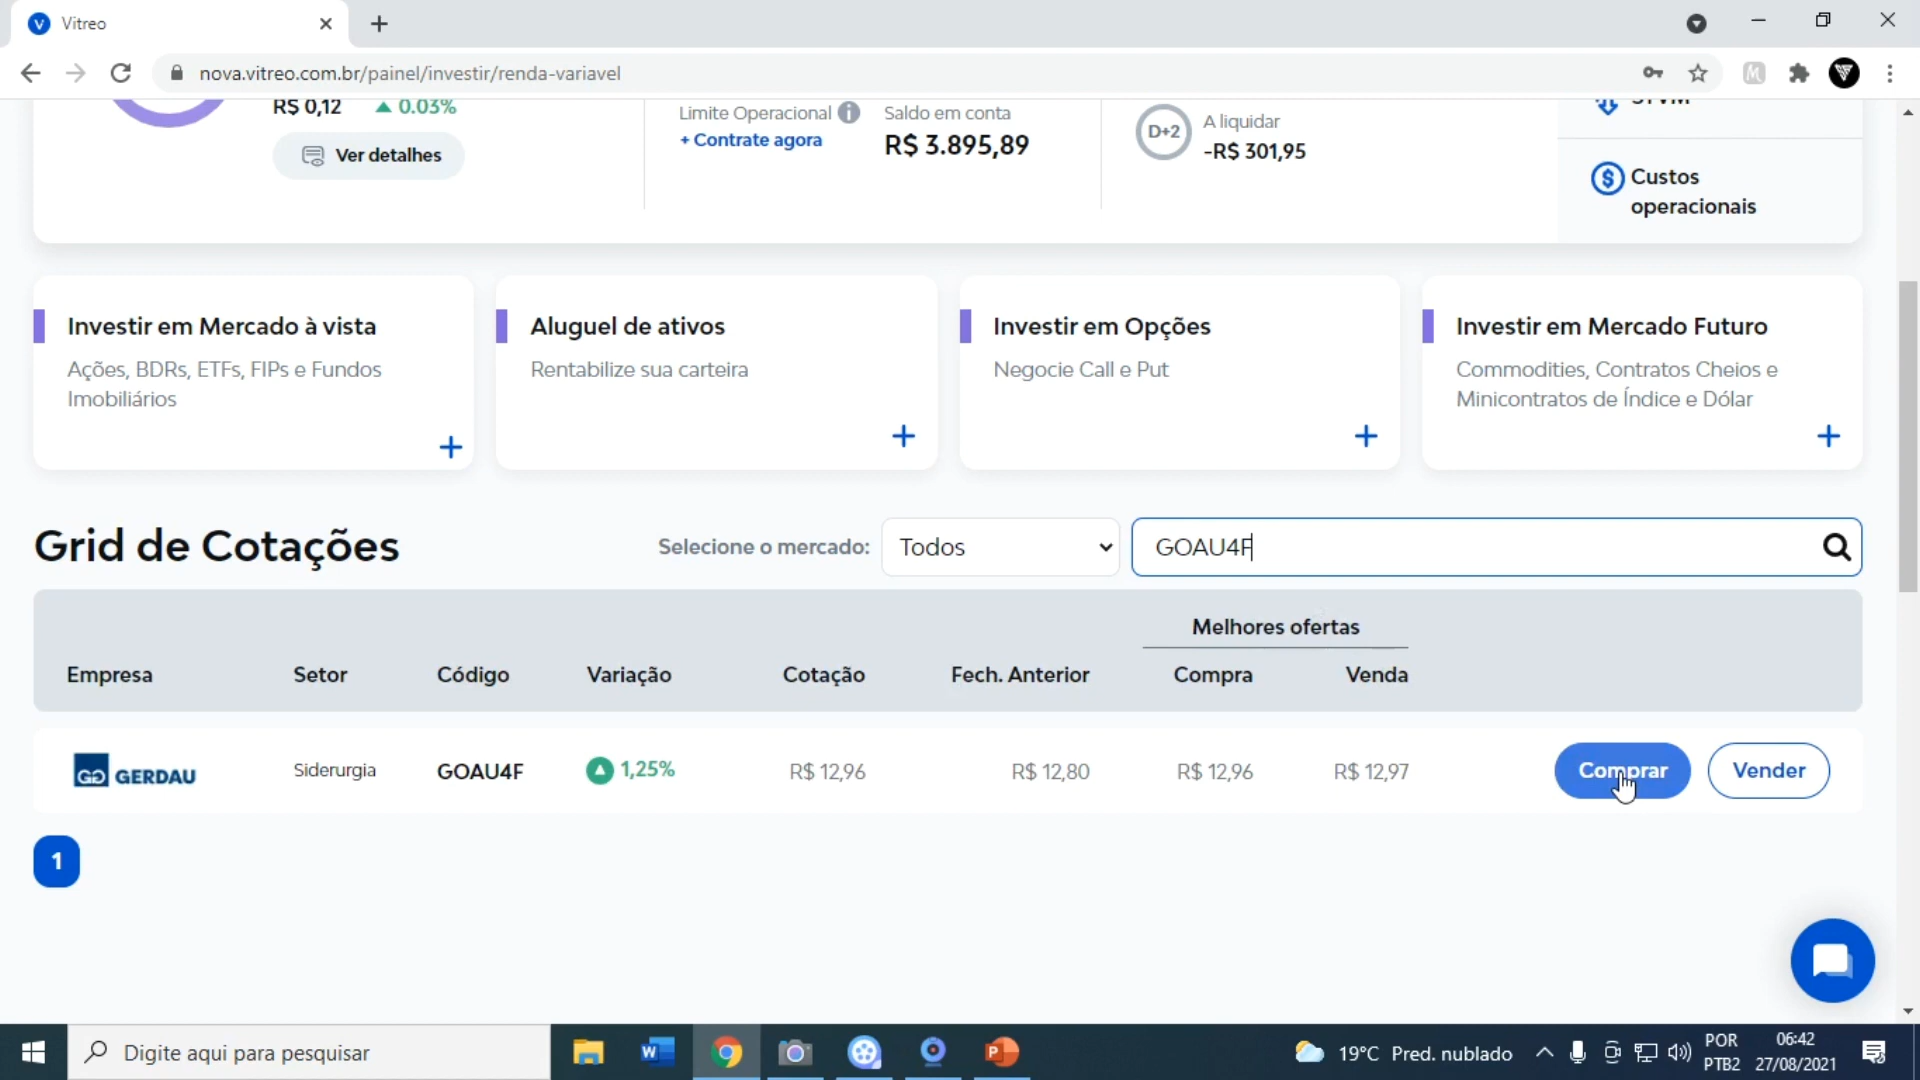 Vitreo
nova.vitreo.com.br/painel/investir/renda-variavel
R$ 0,12 0.03%
Ver detalhes
Limite Operacional
+ Contrate agora
Saldo em conta
R$ 3.895,89
D+2
A liquidar
-R$ 301,95
STVM
Custos
operacionais
Investir em Mercado à vista
Ações, BDRs, ETFs, FIPs e Fundos
Imobiliários
Aluguel de ativos
Rentabilize sua carteira
Investir em Opções
Negocie Call e Put
Investir em Mercado Futuro
Commodities, Contratos Cheios e
Minicontratos de Índice e Dólar
Grid de Cotações
Selecione o mercado: Todos
GOAU4F
Melhores ofertas
Empresa Setor Código Variação Cotação Fech. Anterior Compra Venda
GERDAU Siderurgia GOAU4F 1,25% R$ 12,96 R$ 12,80 R$ 12,96 R$ 12,97 Comprar Vender
1
Digite aqui para pesquisar
19°C Pred. nublado
POR
PTB2
06:42
27/08/2021